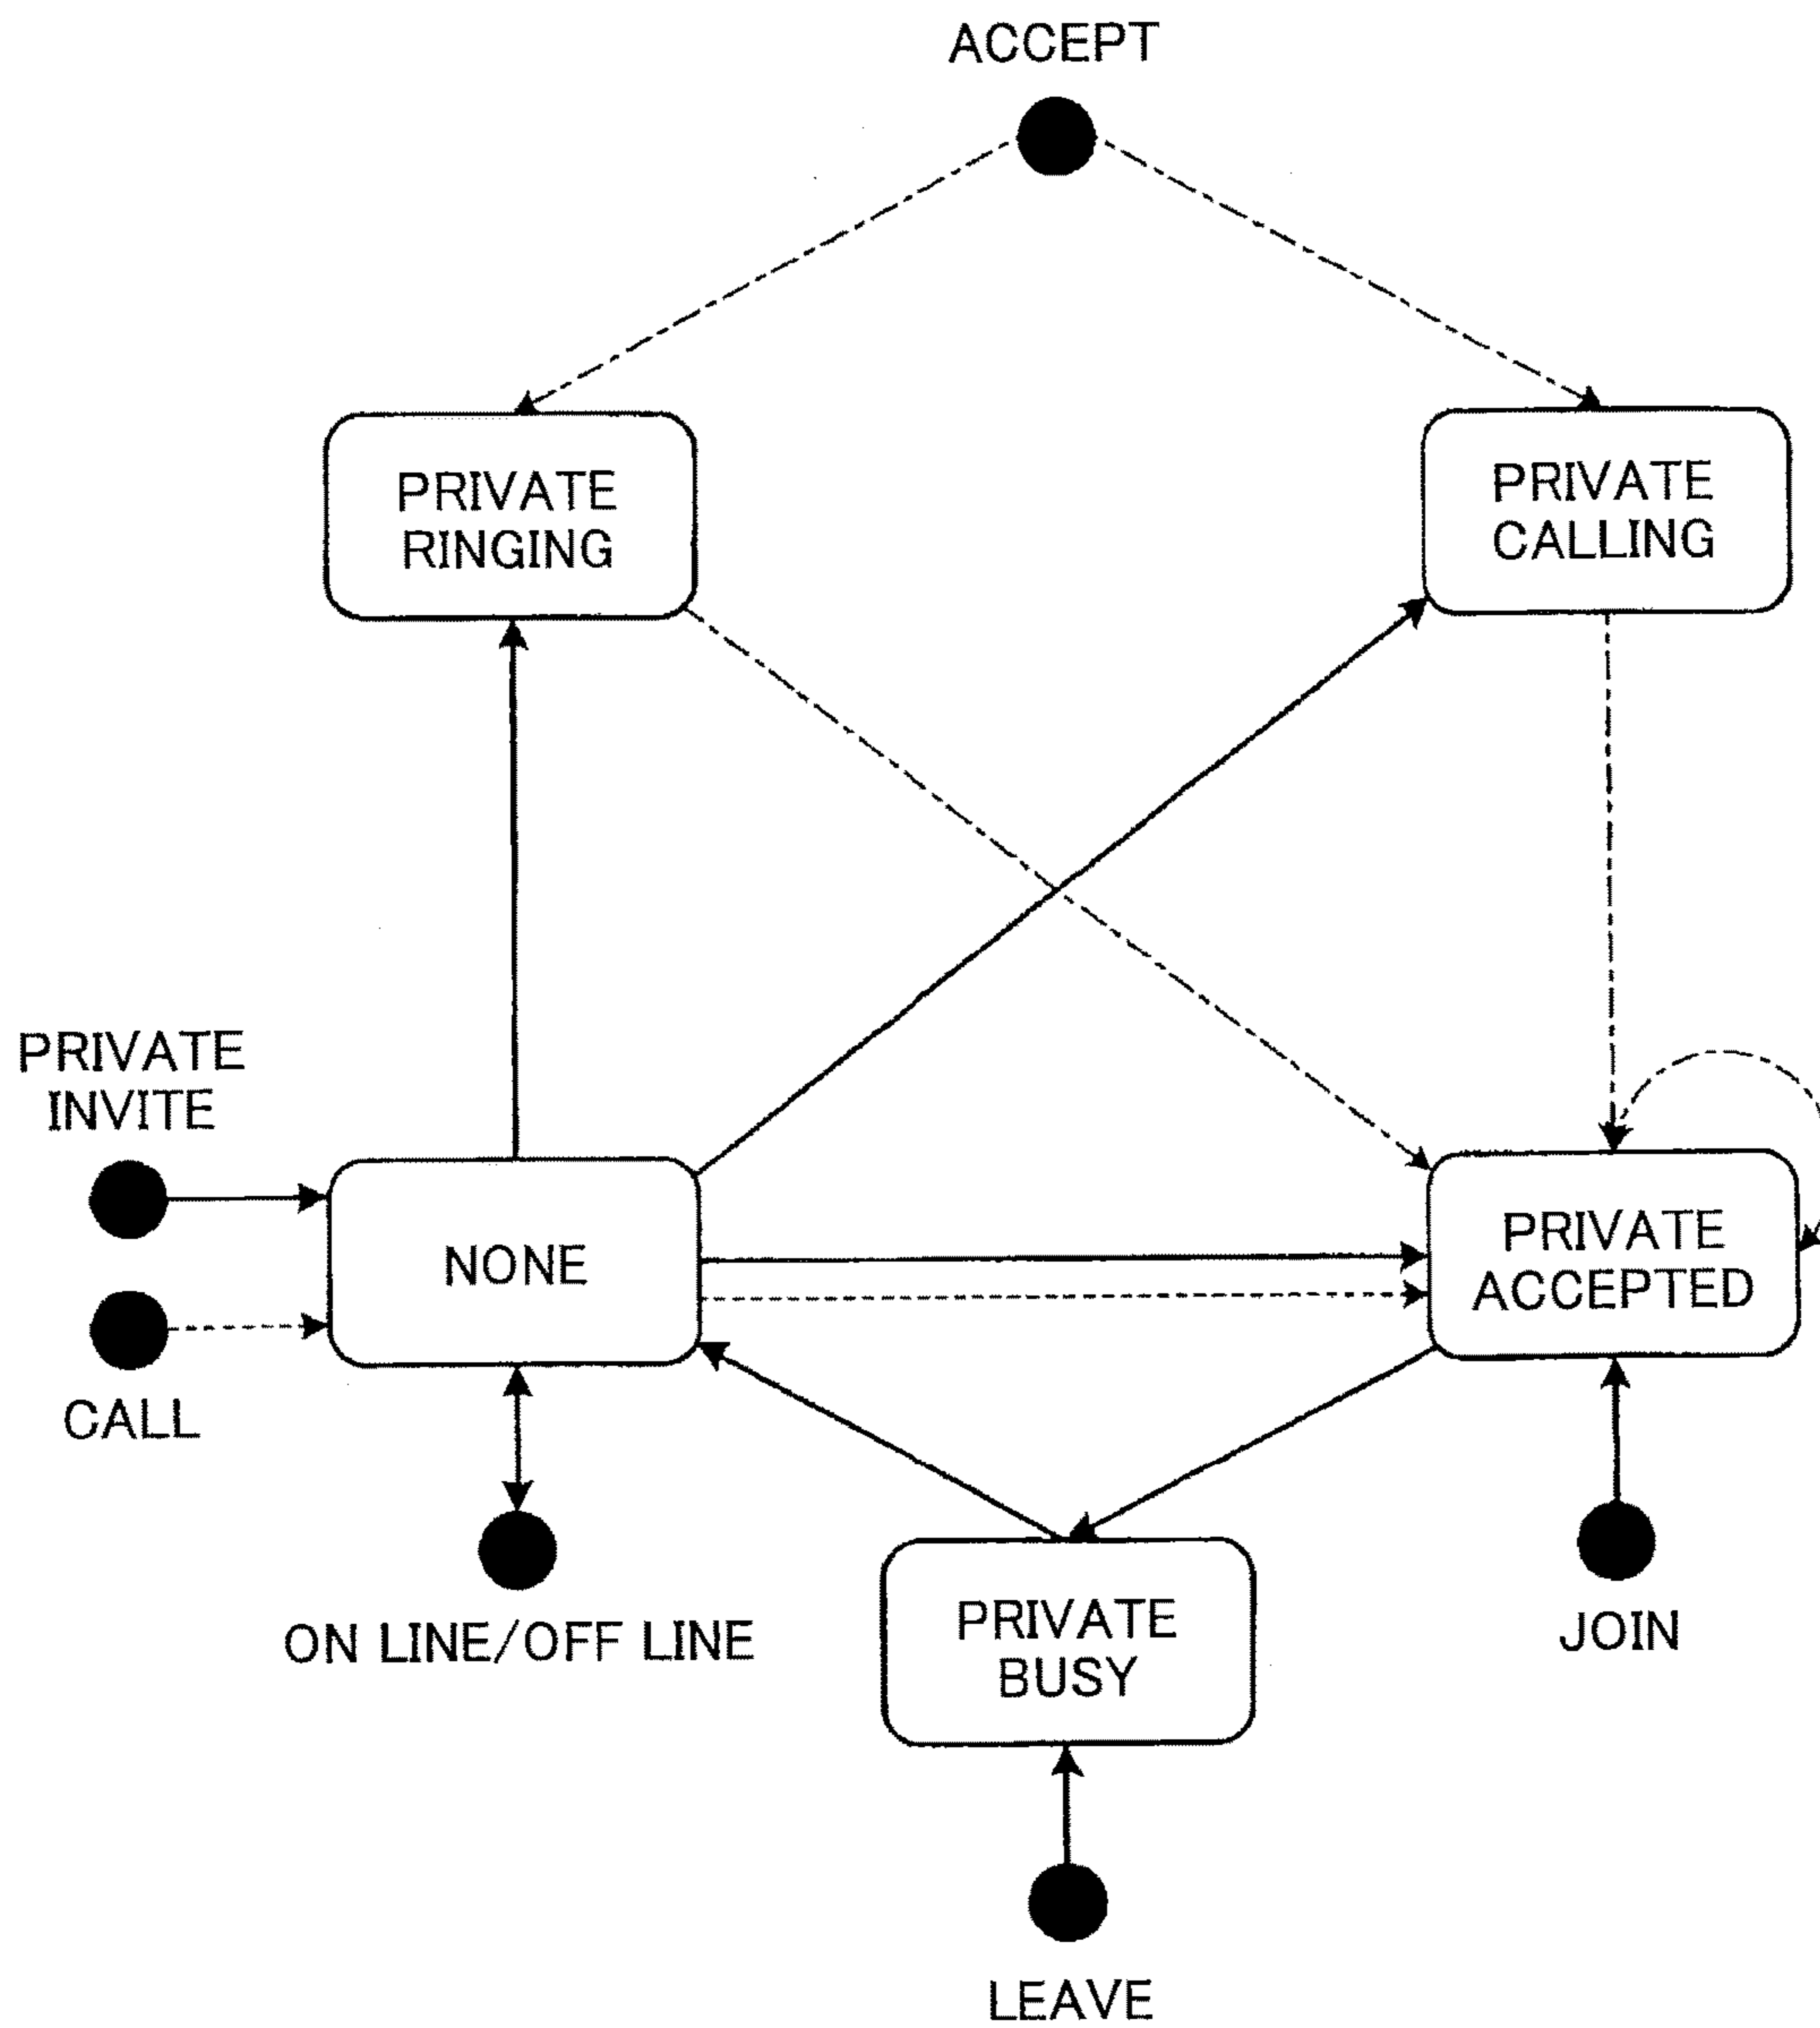 ACCEPT
PRIVATE
RINGING
PRIVATE
CALLING
PRIVATE
INVITE
NONE
PRIVATE
ACCEPTED
CALL
ON LINE/OFF LINE
PRIVATE
BUSY
JOIN
LEAVE